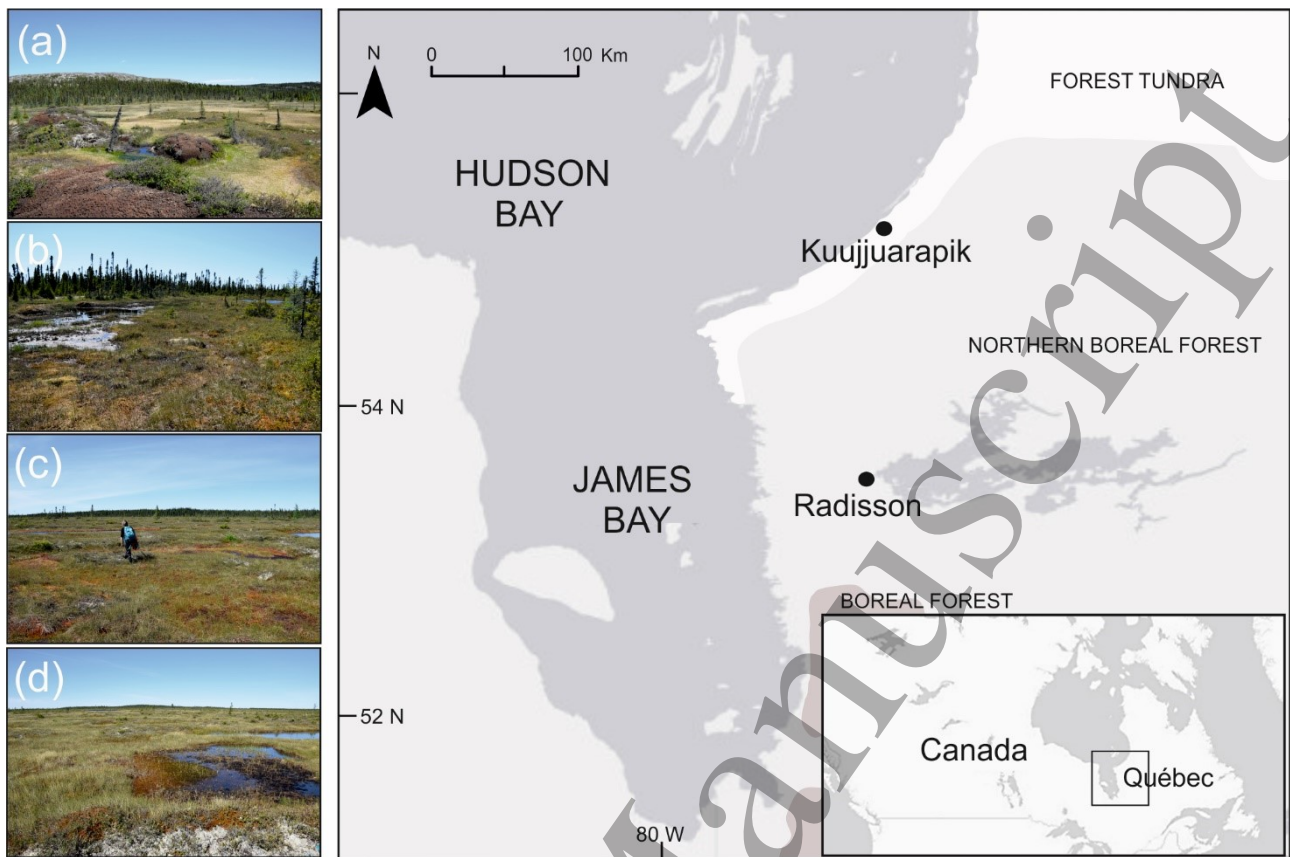 (a)
(b)
(c)
(d)
N
0 100 Km
FOREST TUNDRA
HUDSON
BAY
Kuujjuarapik
NORTHERN BOREAL FOREST
54 N
JAMES
BAY
Radisson
BOREAL FOREST
52 N
Canada
Québec
80 W
Manuscript